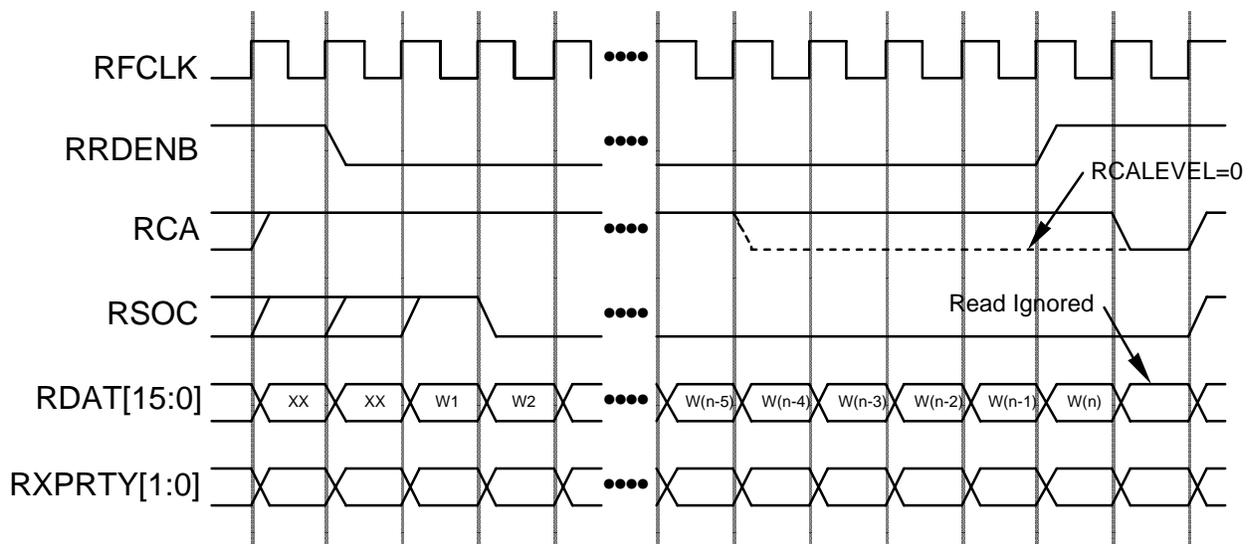 RFCLK
RRDENB
RCALEVEL=0
RCA
RSOC
Read Ignored
RDAT[15:0]
XX XX W1 W2 W(n-5) W(n-4) W(n-3) W(n-2) W(n-1) W(n)
RXPRTY[1:0]